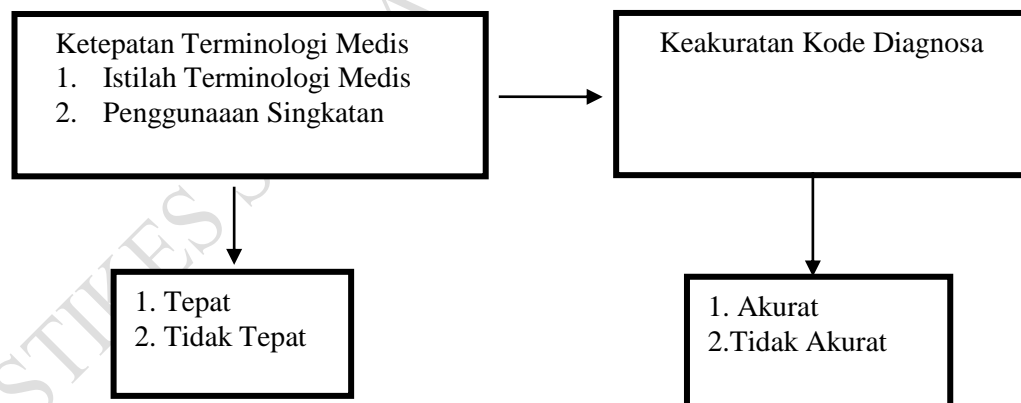 Ketepatan Terminologi Medis
1. Istilah Terminologi Medis
2. Penggunaaan Singkatan
Keakuratan Kode Diagnosa
1. Tepat
2. Tidak Tepat
1. Akurat
2.Tidak Akurat
STIKES